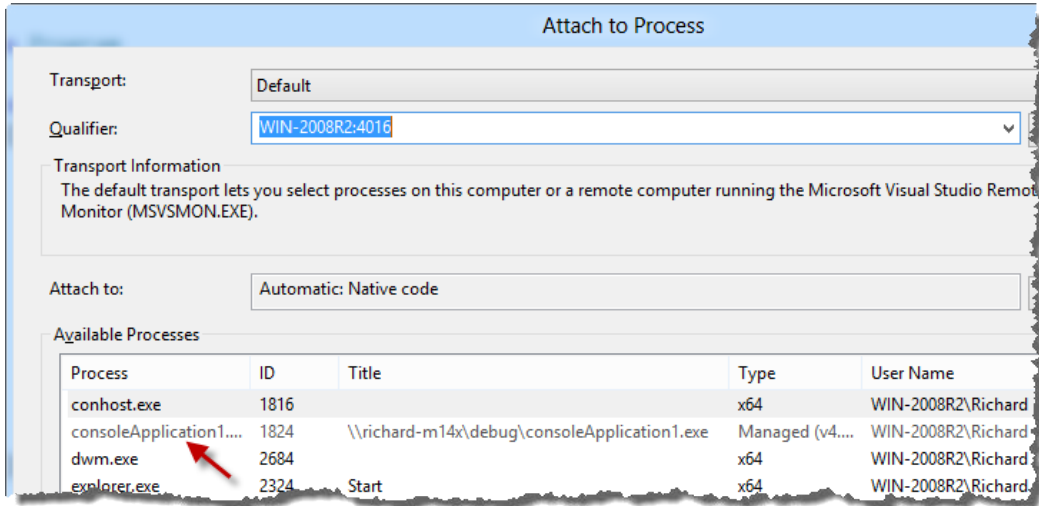 Attach to Process
Transport: Default
Qualifier: WIN-2008R2:4016
Transport Information
The default transport lets you select processes on this computer or a remote computer running the Microsoft Visual Studio
Monitor (MSVSMON.EXE).
Attach to: Automatic: Native code
Available Processes
Process ID Title Type User Name
conhost.exe 1816 x64 WIN-2008R2\Richard
consoleApplication1.... 1824 \\richard-m14x\debug\consoleApplication1.exe Managed (v4.... WIN-2008R2\Richard
dwm.exe 2684 x64 WIN-2008R2\Richard
explorer.exe 2324 Start x64 WIN-2008R2\Richard